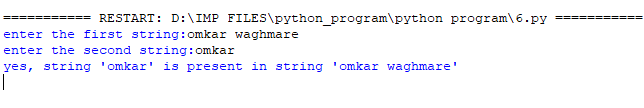 =========== RESTART: D:\IMP FILES\python_program\python program\6.py ===========
enter the first string:omkar waghmare
enter the second string:omkar
yes, string 'omkar' is present in string 'omkar waghmare'